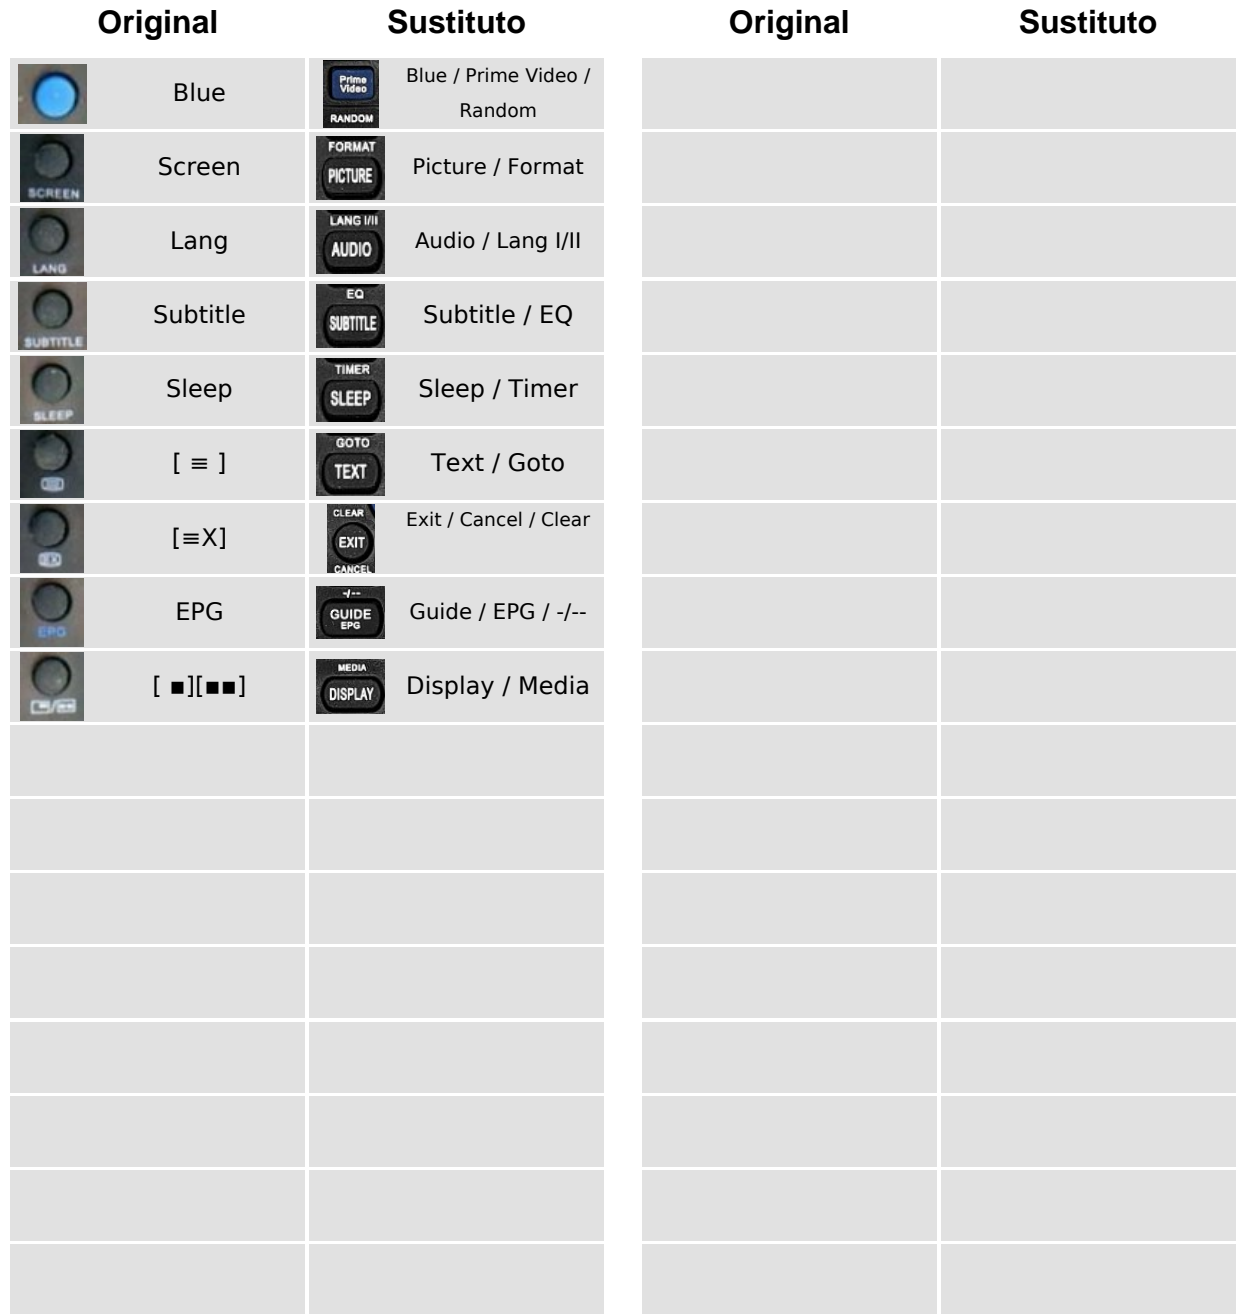 Original Sustituto Original Sustituto
Blue Prime Video RANDOM Blue / Prime Video /
Random
SCREEN Screen FORMAT PICTURE Picture / Format
LANG Lang LANG I/II AUDIO Audio / Lang I/II
SUBTITLE Subtitle EQ SUBTITLE Subtitle / EQ
SLEEP Sleep TIMER SLEEP Sleep / Timer
[ ≡ ] GOTO TEXT Text / Goto
[≡X] CLEAR EXIT CANCEL Exit / Cancel / Clear
EPG EPG -/-- GUIDE EPG Guide / EPG / -/--
[ ▪][▪▪] MEDIA DISPLAY Display / Media